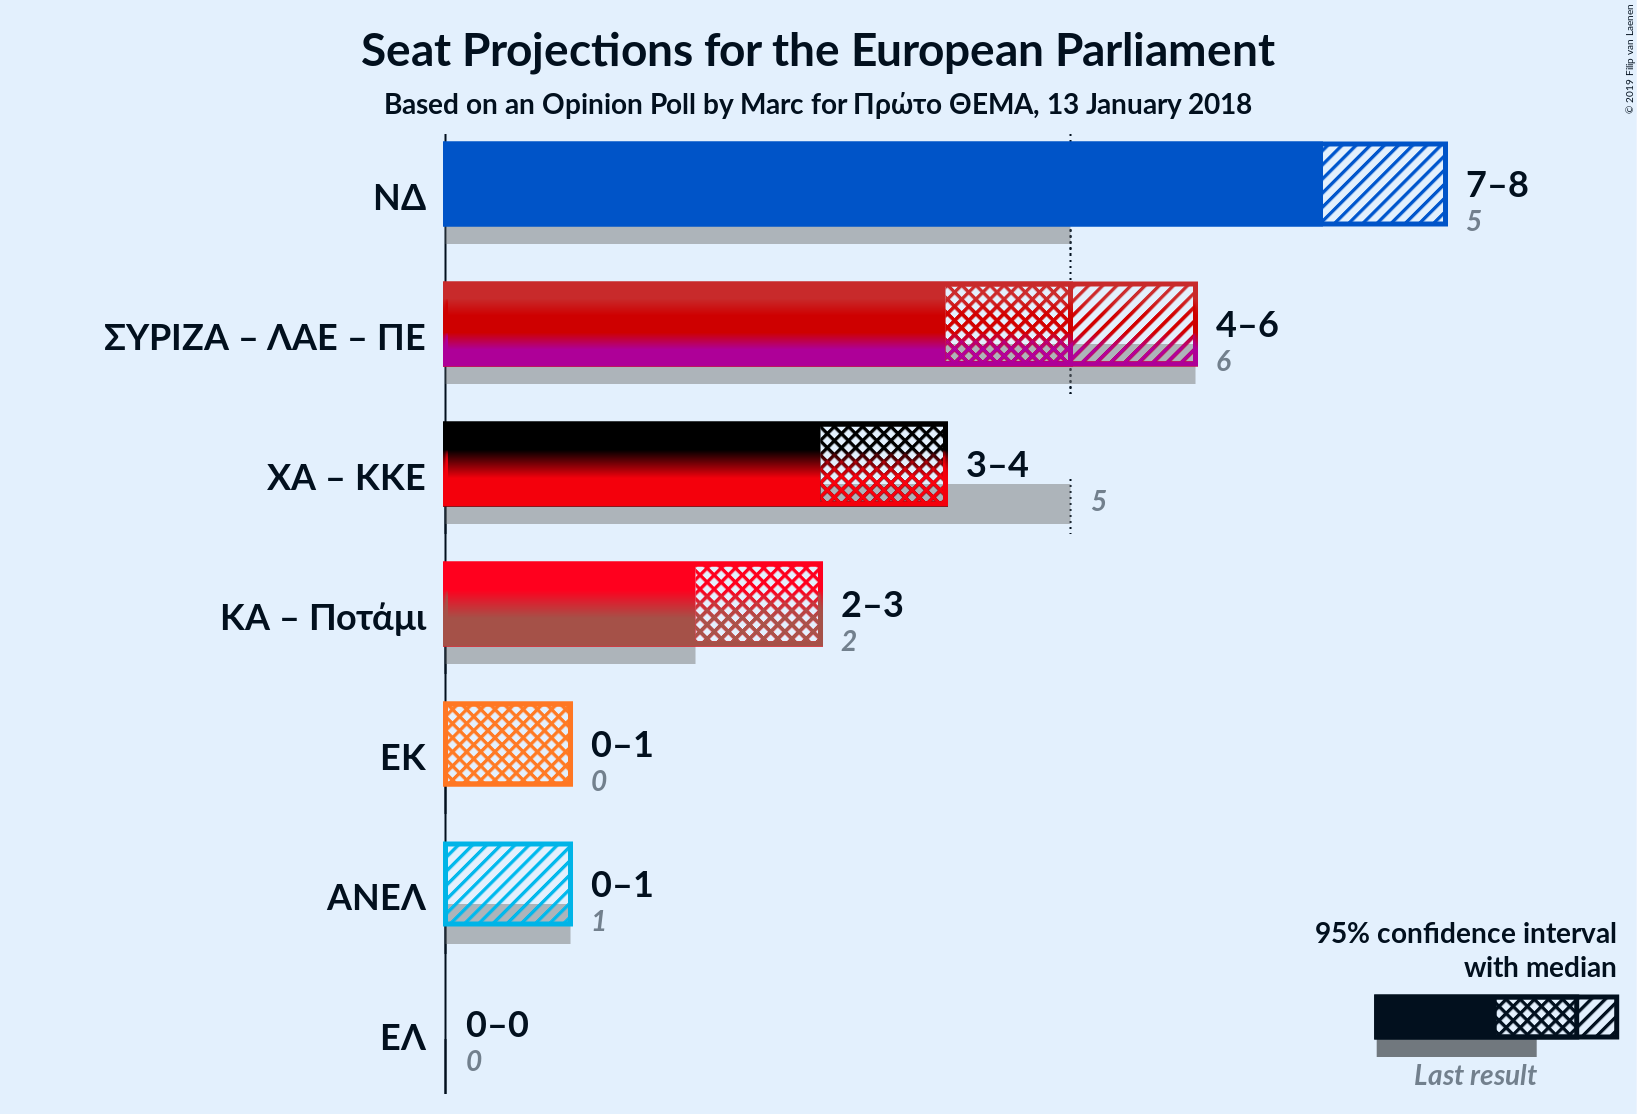 Seat Projections for the European Parliament
Based on an Opinion Poll by Marc for Πρώτο ΘΕΜΑ, 13 January 2018
© 2019 Filip van Laenen
ΝΔ
7–8
5
ΣΥΡΙΖΑ – ΛΑΕ – ΠΕ
4–6
6
ΧΑ – ΚΚΕ
3–4
5
ΚΑ – Ποτάμι
2–3
2
ΕΚ
0–1
0
ΑΝΕΛ
0–1
1
ΕΛ
0–0
0
95% confidence interval
with median
Last result